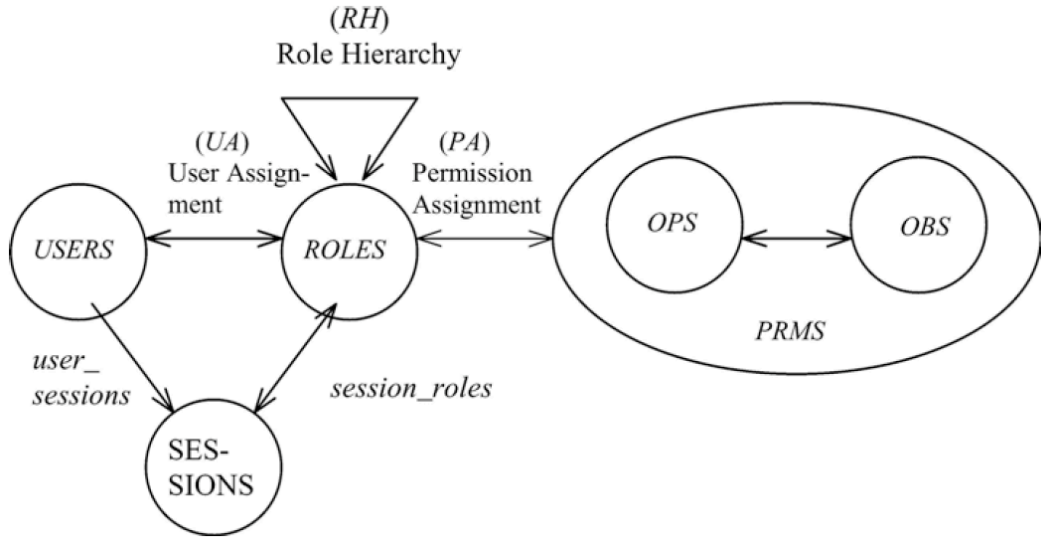 (RH)
Role Hierarchy
(UA)
User Assign-
ment
(PA)
Permission
Assignment
USERS
ROLES
OPS
OBS
PRMS
user_
sessions
session_roles
SES-
SIONS